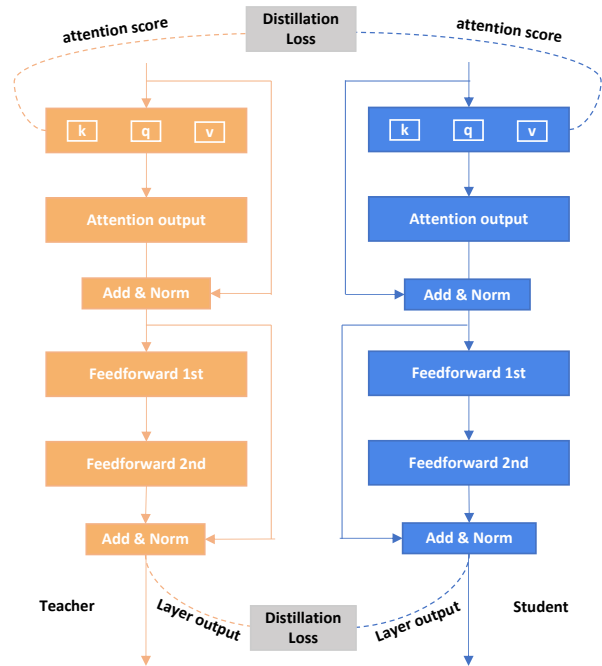 attention score
Distillation
Loss
attention score
k
q
v
k
q
v
Attention output
Attention output
Add & Norm
Add & Norm
Feedforward 1st
Feedforward 1st
Feedforward 2nd
Feedforward 2nd
Add & Norm
Add & Norm
Teacher
Layer output
Distillation
Loss
Layer output
Student